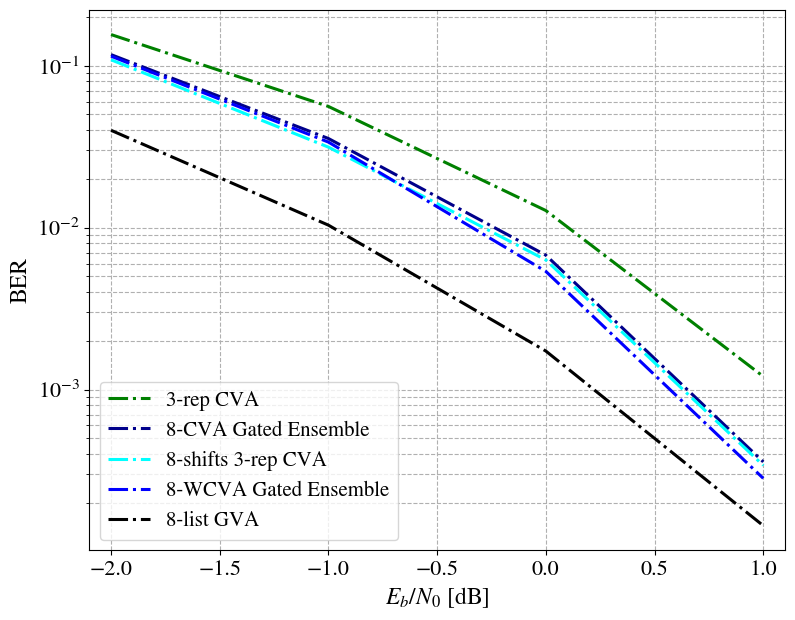 10⁻¹
10⁻²
10⁻³
BER
3-rep CVA
8-CVA Gated Ensemble
8-shifts 3-rep CVA
8-WCVA Gated Ensemble
8-list GVA
−2.0 −1.5 −1.0 −0.5 0.0 0.5 1.0
E_b/N_0 [dB]